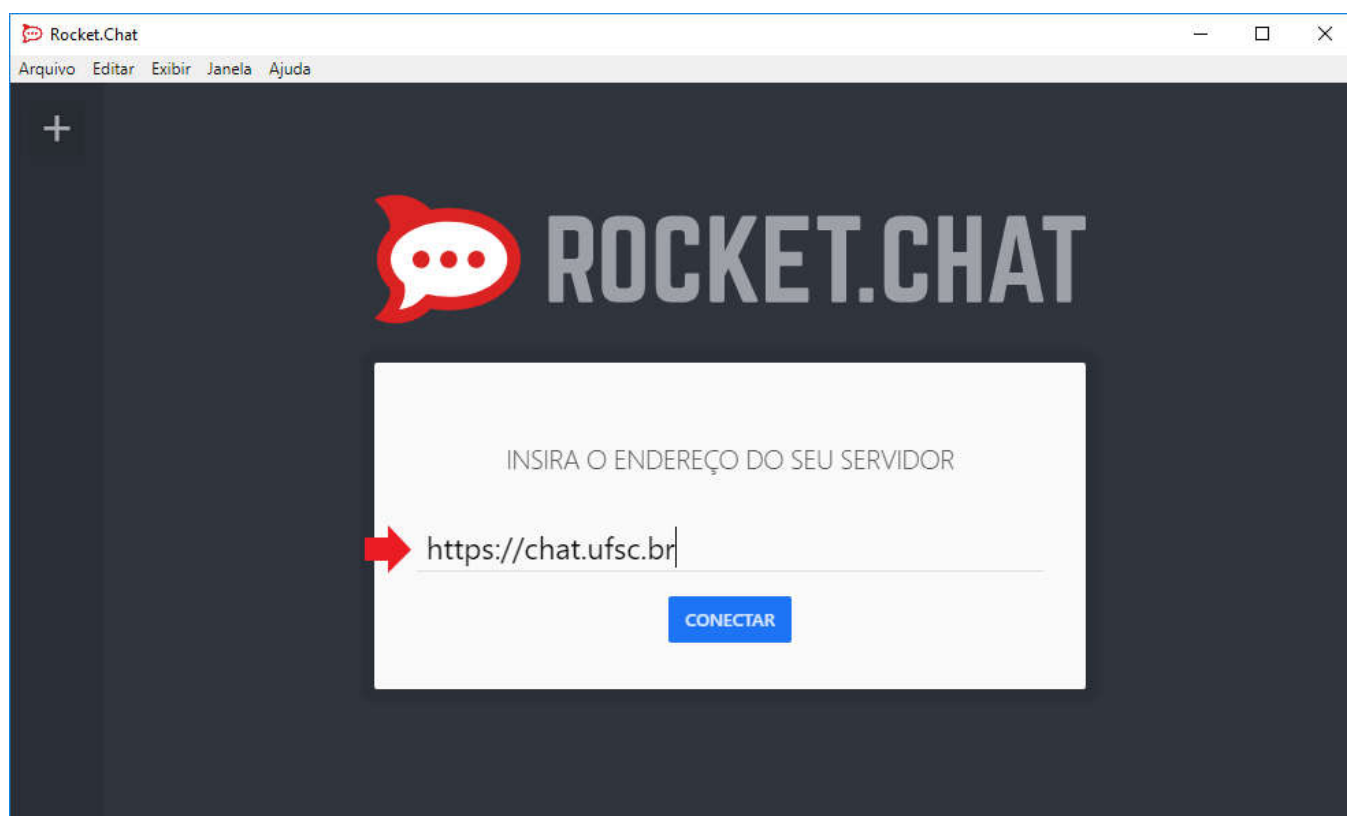 Rocket.Chat
Arquivo Editar Exibir Janela Ajuda
ROCKET.CHAT
INSIRA O ENDEREÇO DO SEU SERVIDOR
https://chat.ufsc.br
CONECTAR